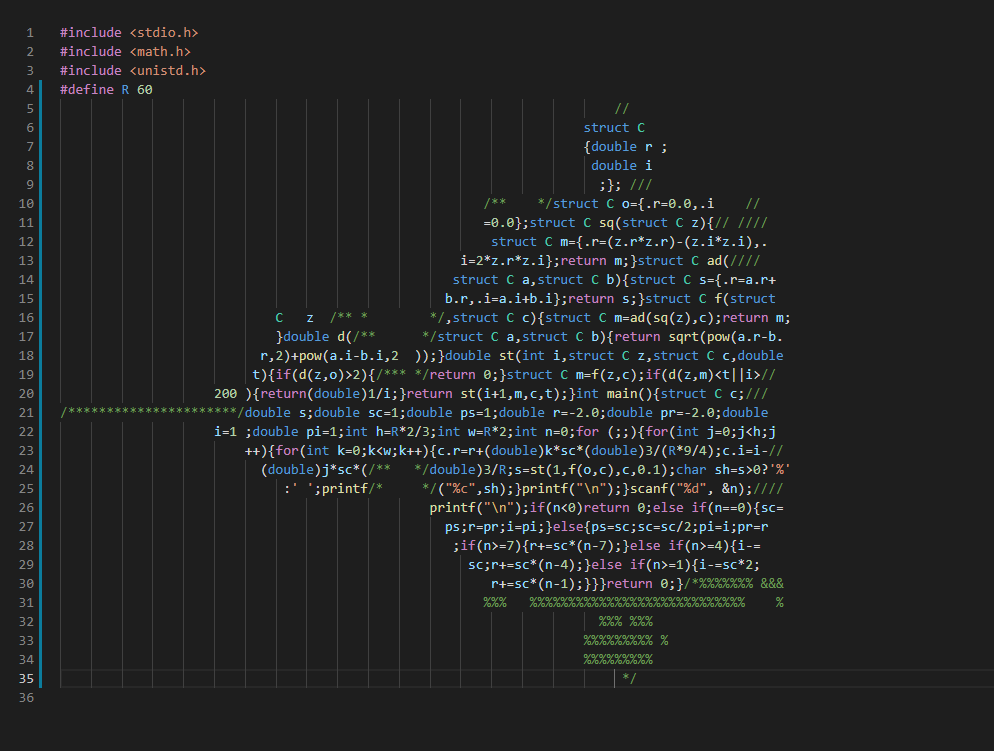 1 #include <stdio.h>
2 #include <math.h>
3 #include <unistd.h>
4 #define R 60
5 //
6 struct C
7 {double r ;
8 double i
9 ;}; ///
10 /**    */struct C o={.r=0.0,.i    //
11 =0.0};struct C sq(struct C z){// ////
12 struct C m={.r=(z.r*z.r)-(z.i*z.i),.
13 i=2*z.r*z.i};return m;}struct C ad(////
14 struct C a,struct C b){struct C s={.r=a.r+
15 b.r,.i=a.i+b.i};return s;}struct C f(struct
16 C   z  /** *        */,struct C c){struct C m=ad(sq(z),c);return m;
17 }double d(/**      */struct C a,struct C b){return sqrt(pow(a.r-b.
18 r,2)+pow(a.i-b.i,2  ));}double st(int i,struct C z,struct C c,double
19 t){if(d(z,o)>2){/*** */return 0;}struct C m=f(z,c);if(d(z,m)<t||i>//
20 200 ){return(double)1/i;}return st(i+1,m,c,t);}int main(){struct C c;///
21 /**********************/double s;double sc=1;double ps=1;double r=-2.0;double pr=-2.0;double
22 i=1 ;double pi=1;int h=R*2/3;int w=R*2;int n=0;for (;;){for(int j=0;j<h;j
23 ++){for(int k=0;k<w;k++){c.r=r+(double)k*sc*(double)3/(R*9/4);c.i=i-//
24 (double)j*sc*(/**   */double)3/R;s=st(1,f(o,c),c,0.1);char sh=s>0?'%'
25 :' ';printf/*     */("%c",sh);}printf("\n");}scanf("%d", &n);////
26 printf("\n");if(n<0)return 0;else if(n==0){sc=
27 ps;r=pr;i=pi;}else{ps=sc;sc=sc/2;pi=i;pr=r
28 ;if(n>=7){r+=sc*(n-7);}else if(n>=4){i-=
29 sc;r+=sc*(n-4);}else if(n>=1){i-=sc*2;
30 r+=sc*(n-1);}}}return 0;}/*%%%%%%% &&&
31 %%%   %%%%%%%%%%%%%%%%%%%%%%%%%%%%    %
32 %%% %%%
33 %%%%%%%%% %
34 %%%%%%%%%
35 */
36